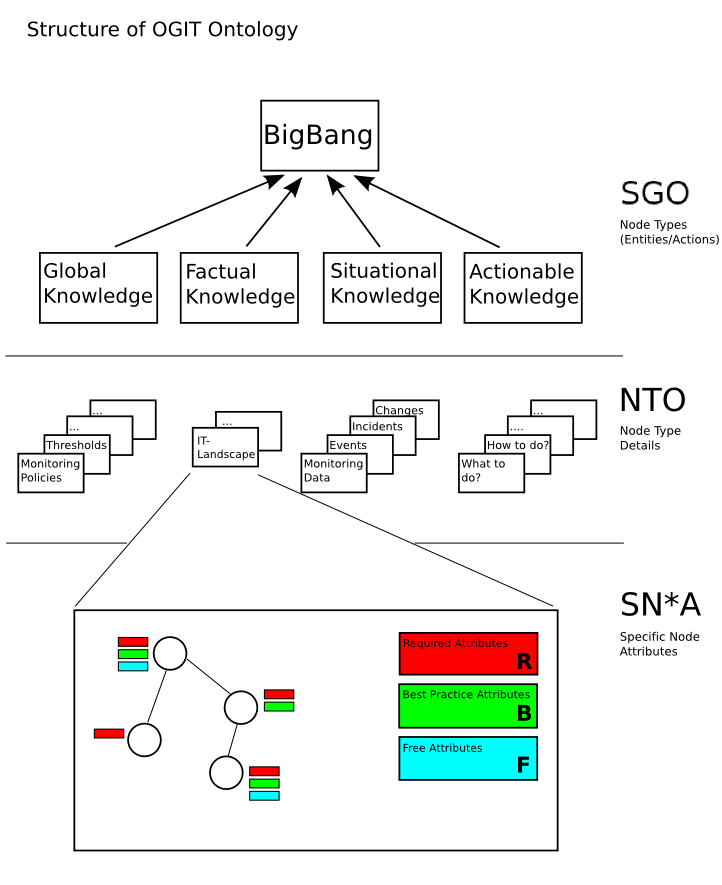 Structure of OGIT Ontology
BigBang
SGO
Node Types
(Entities/Actions)
Global
Knowledge
Factual
Knowledge
Situational
Knowledge
Actionable
Knowledge
NTO
Node Type
Details
...
...
Thresholds
Monitoring
Policies
...
IT-
Landscape
Changes
Incidents
Events
Monitoring
Data
...
....
How to do?
What to
do?
SN*A
Specific Node
Attributes
Required Attributes
R
Best Practice Attributes
B
Free Attributes
F